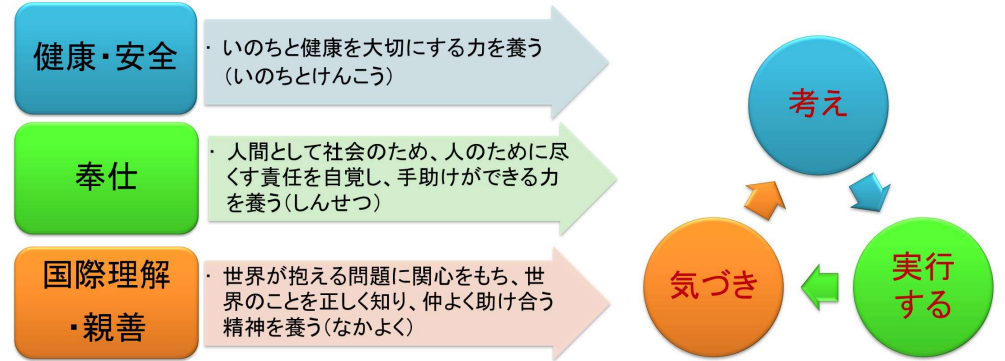 健康・安全
・ いのちと健康を大切にする力を養う
（いのちとけんこう）
奉仕
・ 人間として社会のため、人のために尽
くす責任を自覚し、手助けができる力
を養う（しんせつ）
国際理解
・親善
・ 世界が抱える問題に関心をもち、世
界のことを正しく知り、仲よく助け合う
精神を養う（なかよく）
考え
気づき
実行
する